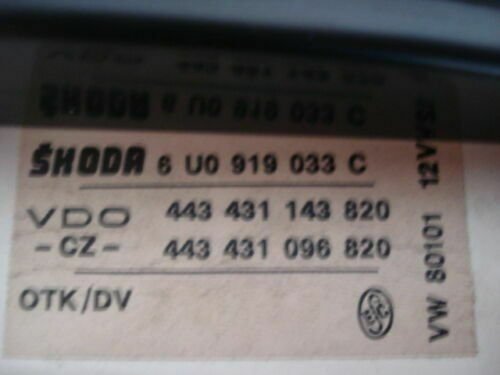 ŠKODA 6 U0 919 033 C
VDO 443 431 143 820
- CZ - 443 431 096 820
OTK/DV
VW 80101 12V